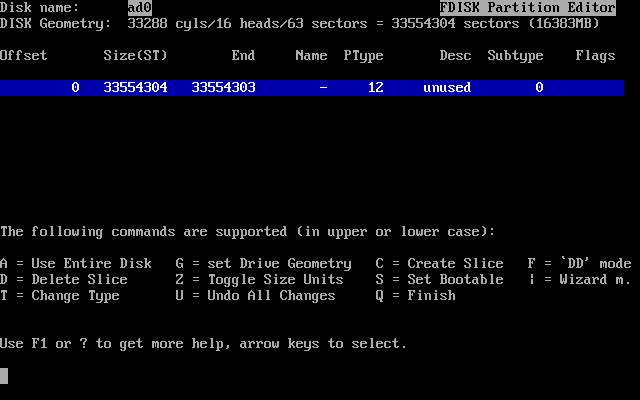 Disk name: ad0 FDISK Partition Editor
DISK Geometry: 33288 cyls/16 heads/63 sectors = 33554304 sectors (16383MB)
Offset Size(ST) End Name PType Desc Subtype Flags
0 33554304 33554303 - 12 unused 0
The following commands are supported (in upper or lower case):
A = Use Entire Disk G = set Drive Geometry C = Create Slice F = `DD' mode
D = Delete Slice Z = Toggle Size Units S = Set Bootable | = Wizard m.
T = Change Type U = Undo All Changes Q = Finish
Use F1 or ? to get more help, arrow keys to select.